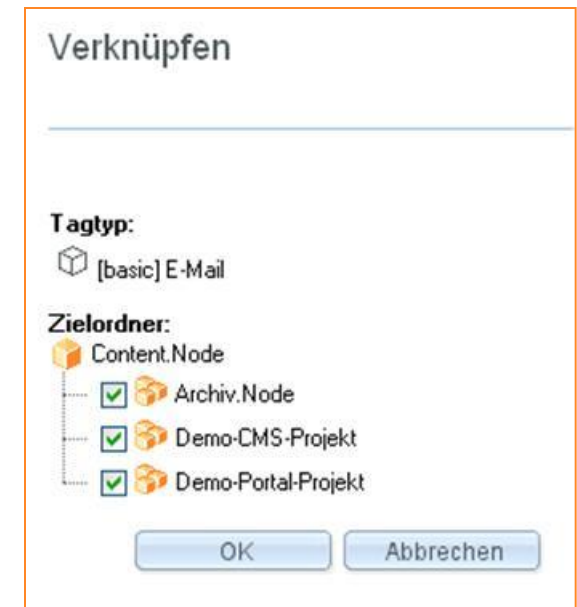 Verknüpfen
Tagtyp:
[basic] E-Mail
Zielordner:
Content.Node
Archiv.Node
Demo-CMS-Projekt
Demo-Portal-Projekt
OK Abbrechen